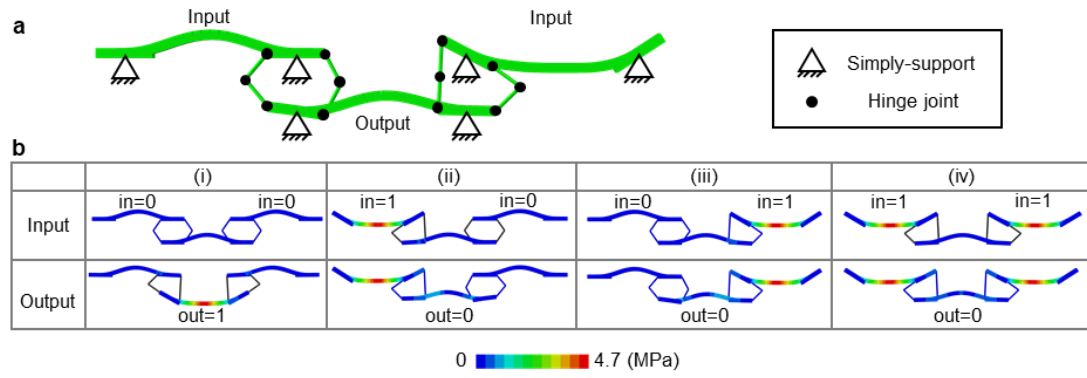 a
Input
Input
Output
Simply-support
Hinge joint
b
(i) (ii) (iii) (iv)
Input
in=0 in=0 in=1 in=0 in=0 in=1 in=1 in=1
Output
out=1 out=0 out=0 out=0
0 4.7 (MPa)